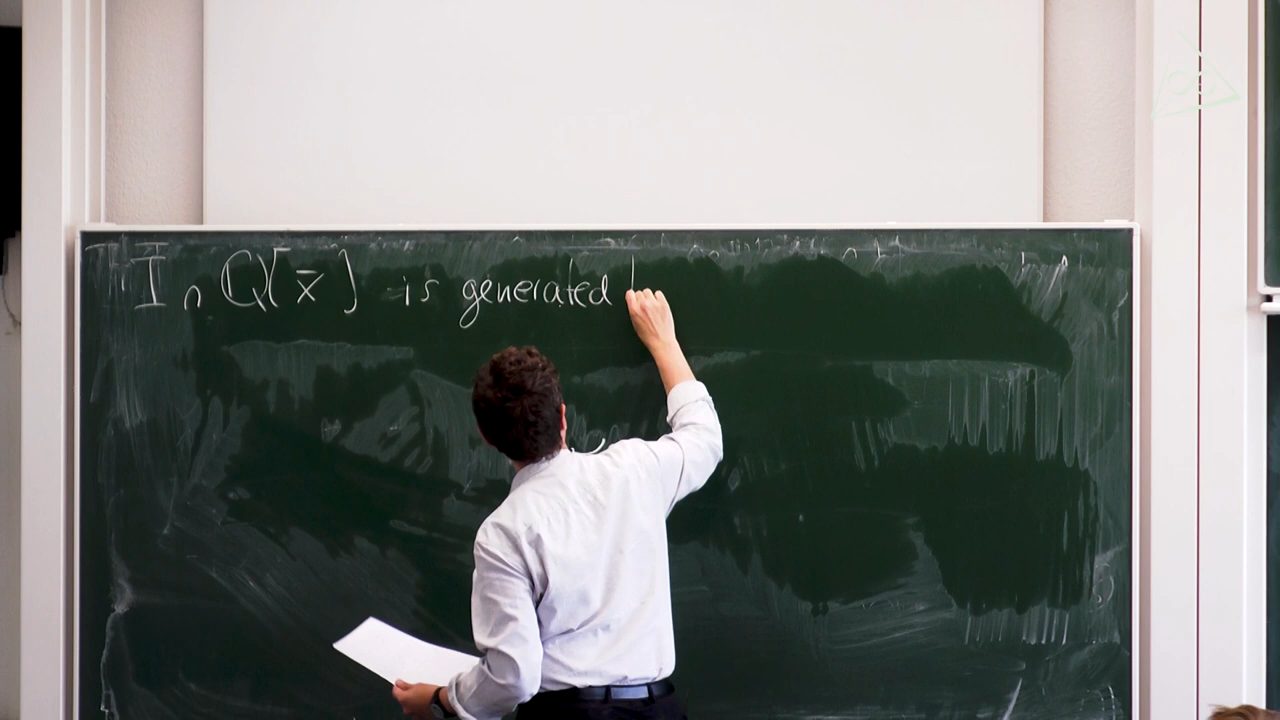 I ∩ ℚ[x̄] is generated